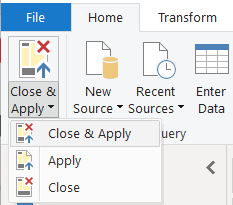 File Home Transform
Close & Apply
New Source
Recent Sources
Enter Data
Close & Apply
Apply
Close
uery